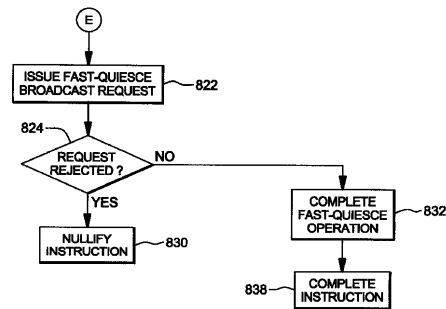 E
ISSUE FAST-QUIESCE
BROADCAST REQUEST
822
824
REQUEST
REJECTED ?
NO
YES
NULLIFY
INSTRUCTION
830
COMPLETE
FAST-QUIESCE
OPERATION
832
838
COMPLETE
INSTRUCTION